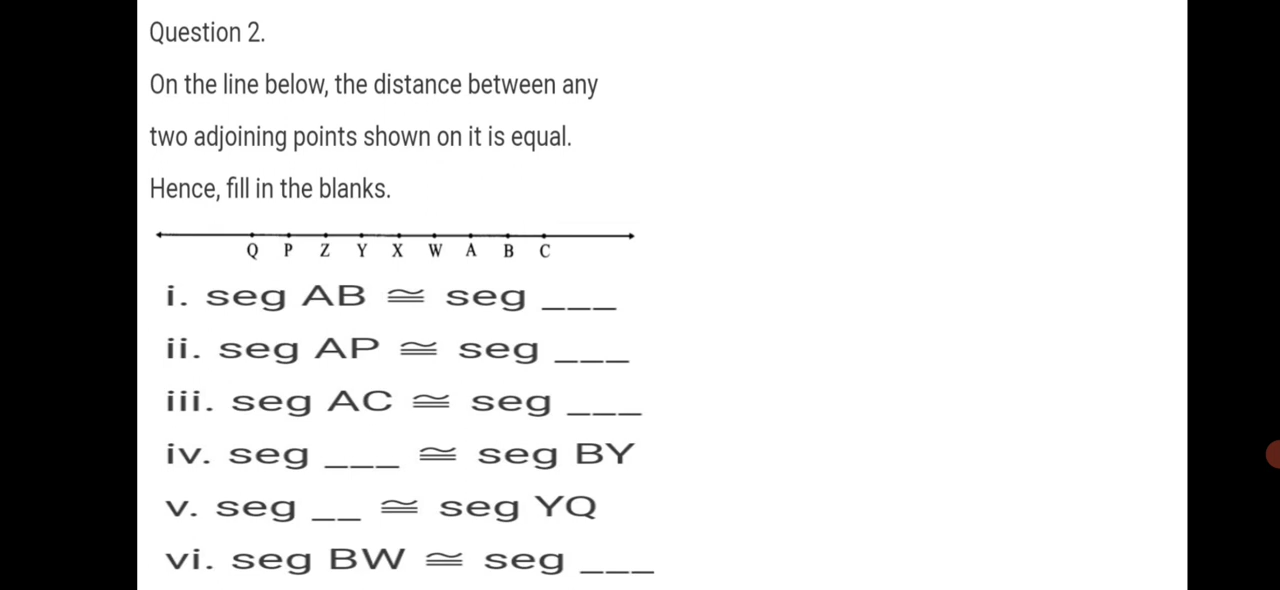 Question 2.
On the line below, the distance between any
two adjoining points shown on it is equal.
Hence, fill in the blanks.
Q P Z Y X W A B C
i. seg AB ≅ seg ___
ii. seg AP ≅ seg ___
iii. seg AC ≅ seg ___
iv. seg ___ ≅ seg BY
v. seg __ ≅ seg YQ
vi. seg BW ≅ seg ___